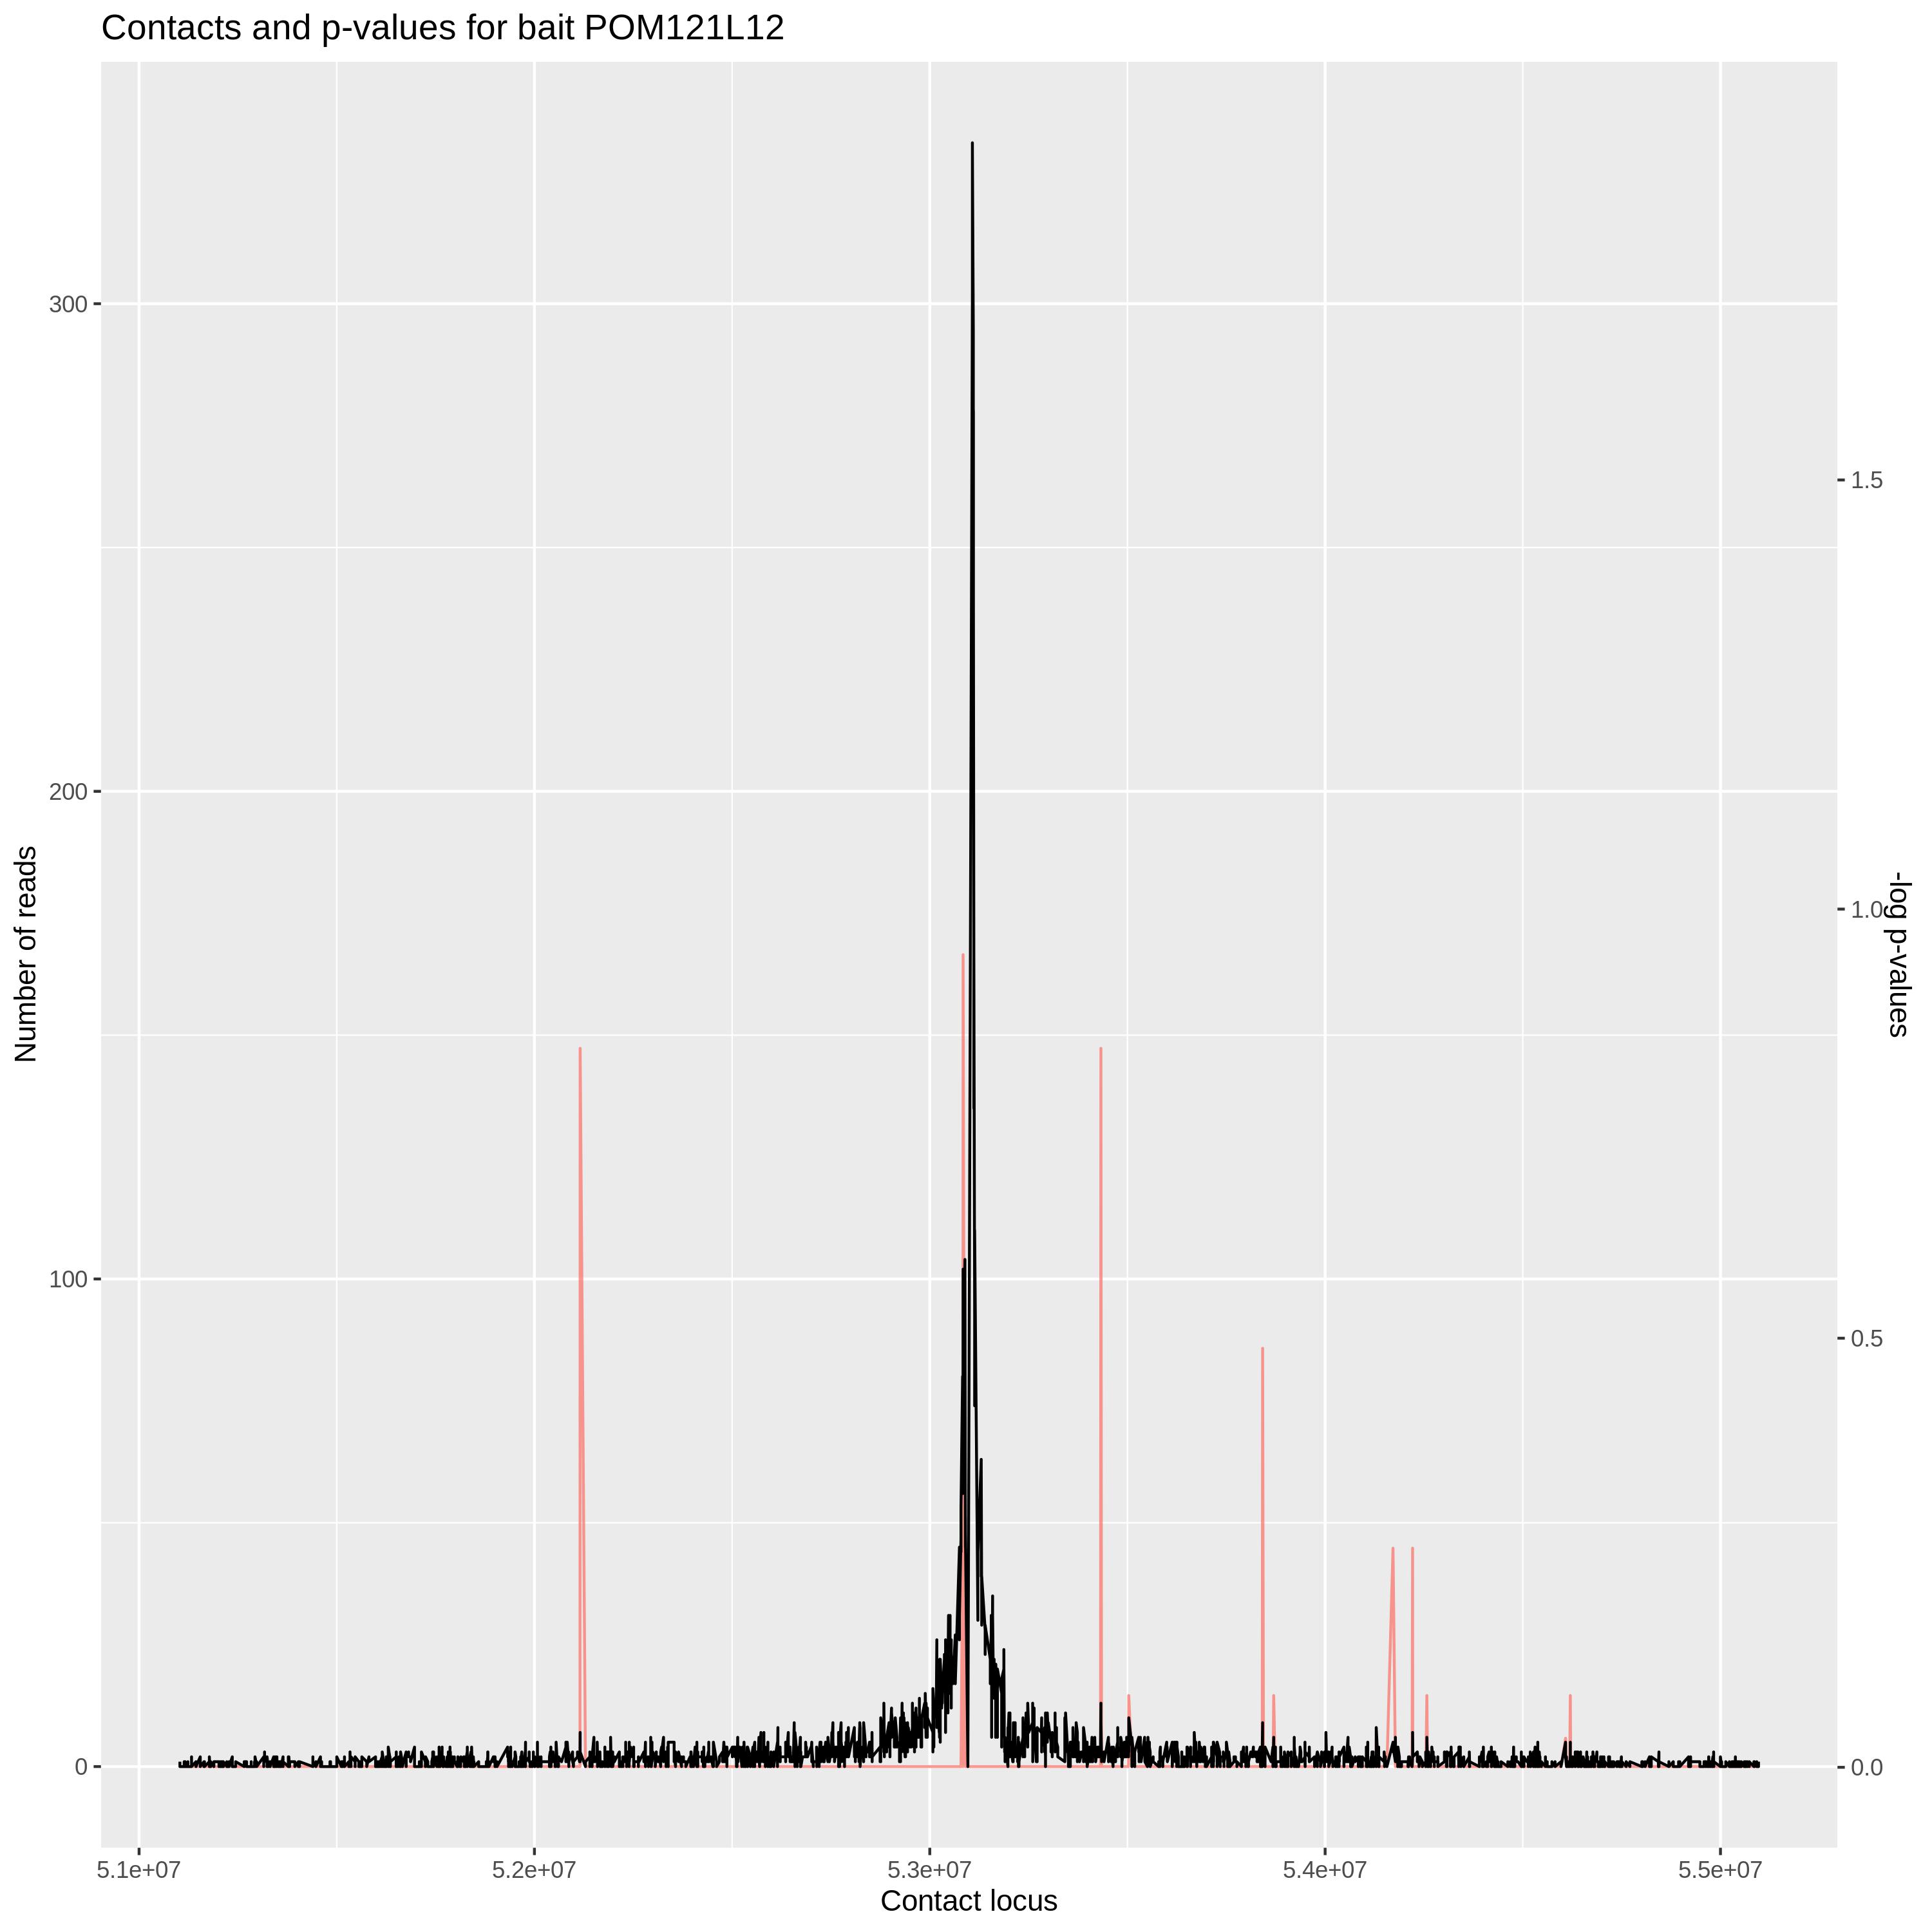 Contacts and p-values for bait POM121L12
Number of reads
300
200
100
0
1.5
1.0
0.5
0.0
-log p-values
5.1e+07
5.2e+07
5.3e+07
5.4e+07
5.5e+07
Contact locus